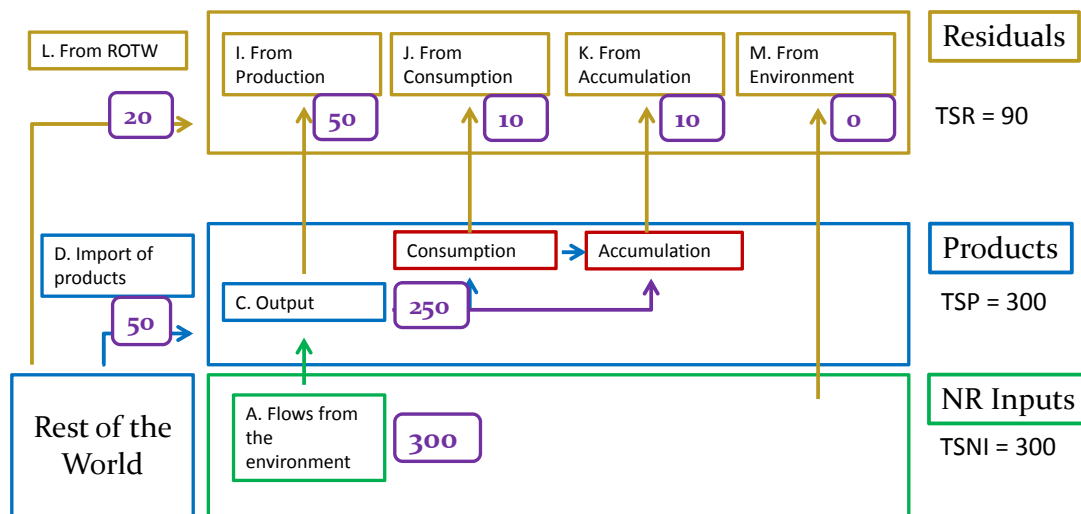 L. From ROTW
20
I. From
Production
50
J. From
Consumption
10
K. From
Accumulation
10
M. From
Environment
0
Residuals
TSR = 90
D. Import of
products
50
Consumption
Accumulation
C. Output
250
Products
TSP = 300
Rest of the
World
A. Flows from
the
environment
300
NR Inputs
TSNI = 300